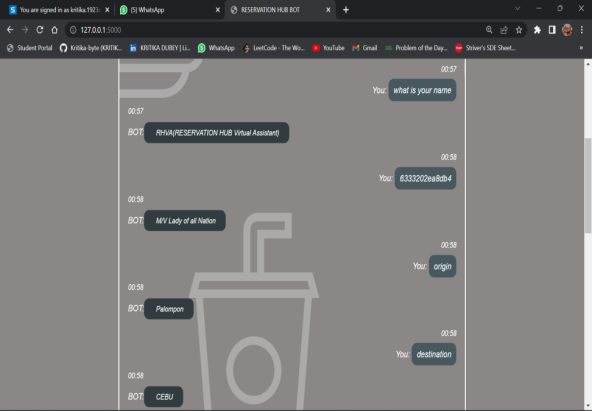 You are signed in as kritika.1923
(5) WhatsApp
RESERVATION HUB BOT
127.0.0.1:5000
Student Portal
Kritika-byte (KRITIK...
KRITIKA DUBEY | Li...
WhatsApp
LeetCode - The Wo...
YouTube
Gmail
Problem of the Day...
Striver's SDE Sheet...
00:57
You: what is your name
00:57
BOT: RHVA(RESERVATION HUB Virtual Assistant)
00:58
You: 6333202ea8db4
00:58
BOT: M/V Lady of all Nation
00:58
You: origin
00:58
BOT: Palompon
00:58
You: destination
00:58
BOT: CEBU